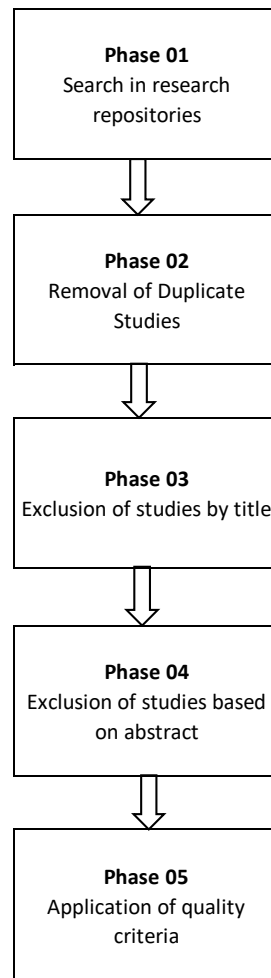 Phase 01
Search in research
repositories
Phase 02
Removal of Duplicate
Studies
Phase 03
Exclusion of studies by title
Phase 04
Exclusion of studies based
on abstract
Phase 05
Application of quality
criteria